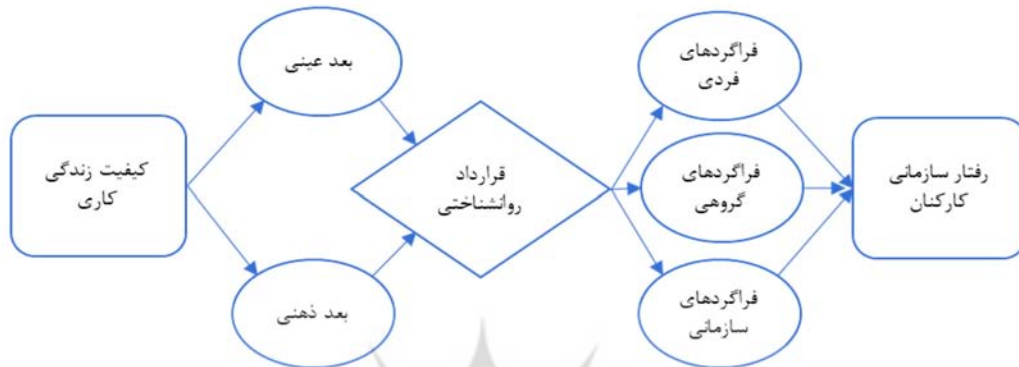 کیفیت زندگی
کاری
بعد عینی
بعد ذهنی
قرارداد
روانشناختی
فراگردهای
فردی
فراگردهای
گروهی
فراگردهای
سازمانی
رفتار سازمانی
کارکنان